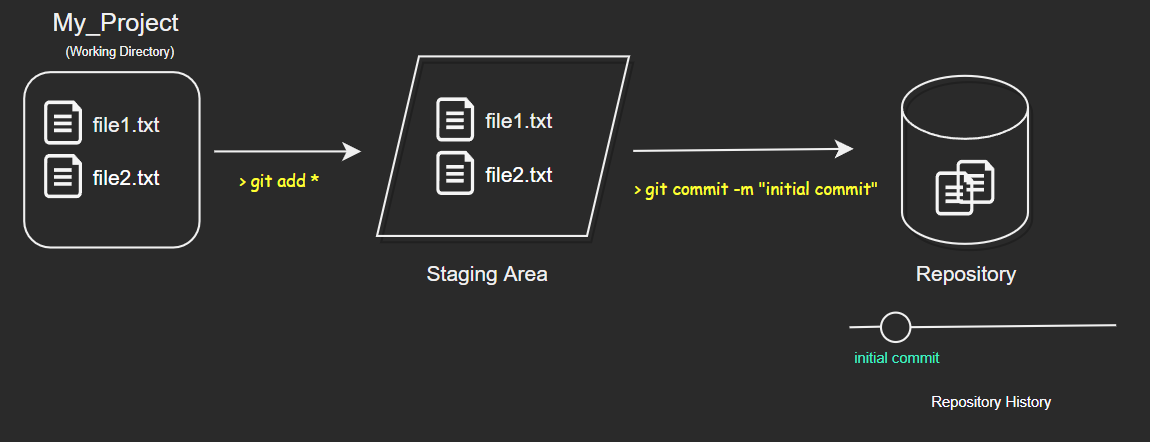 My_Project
(Working Directory)
file1.txt
file2.txt
> git add *
file1.txt
file2.txt
Staging Area
> git commit -m "initial commit"
Repository
initial commit
Repository History